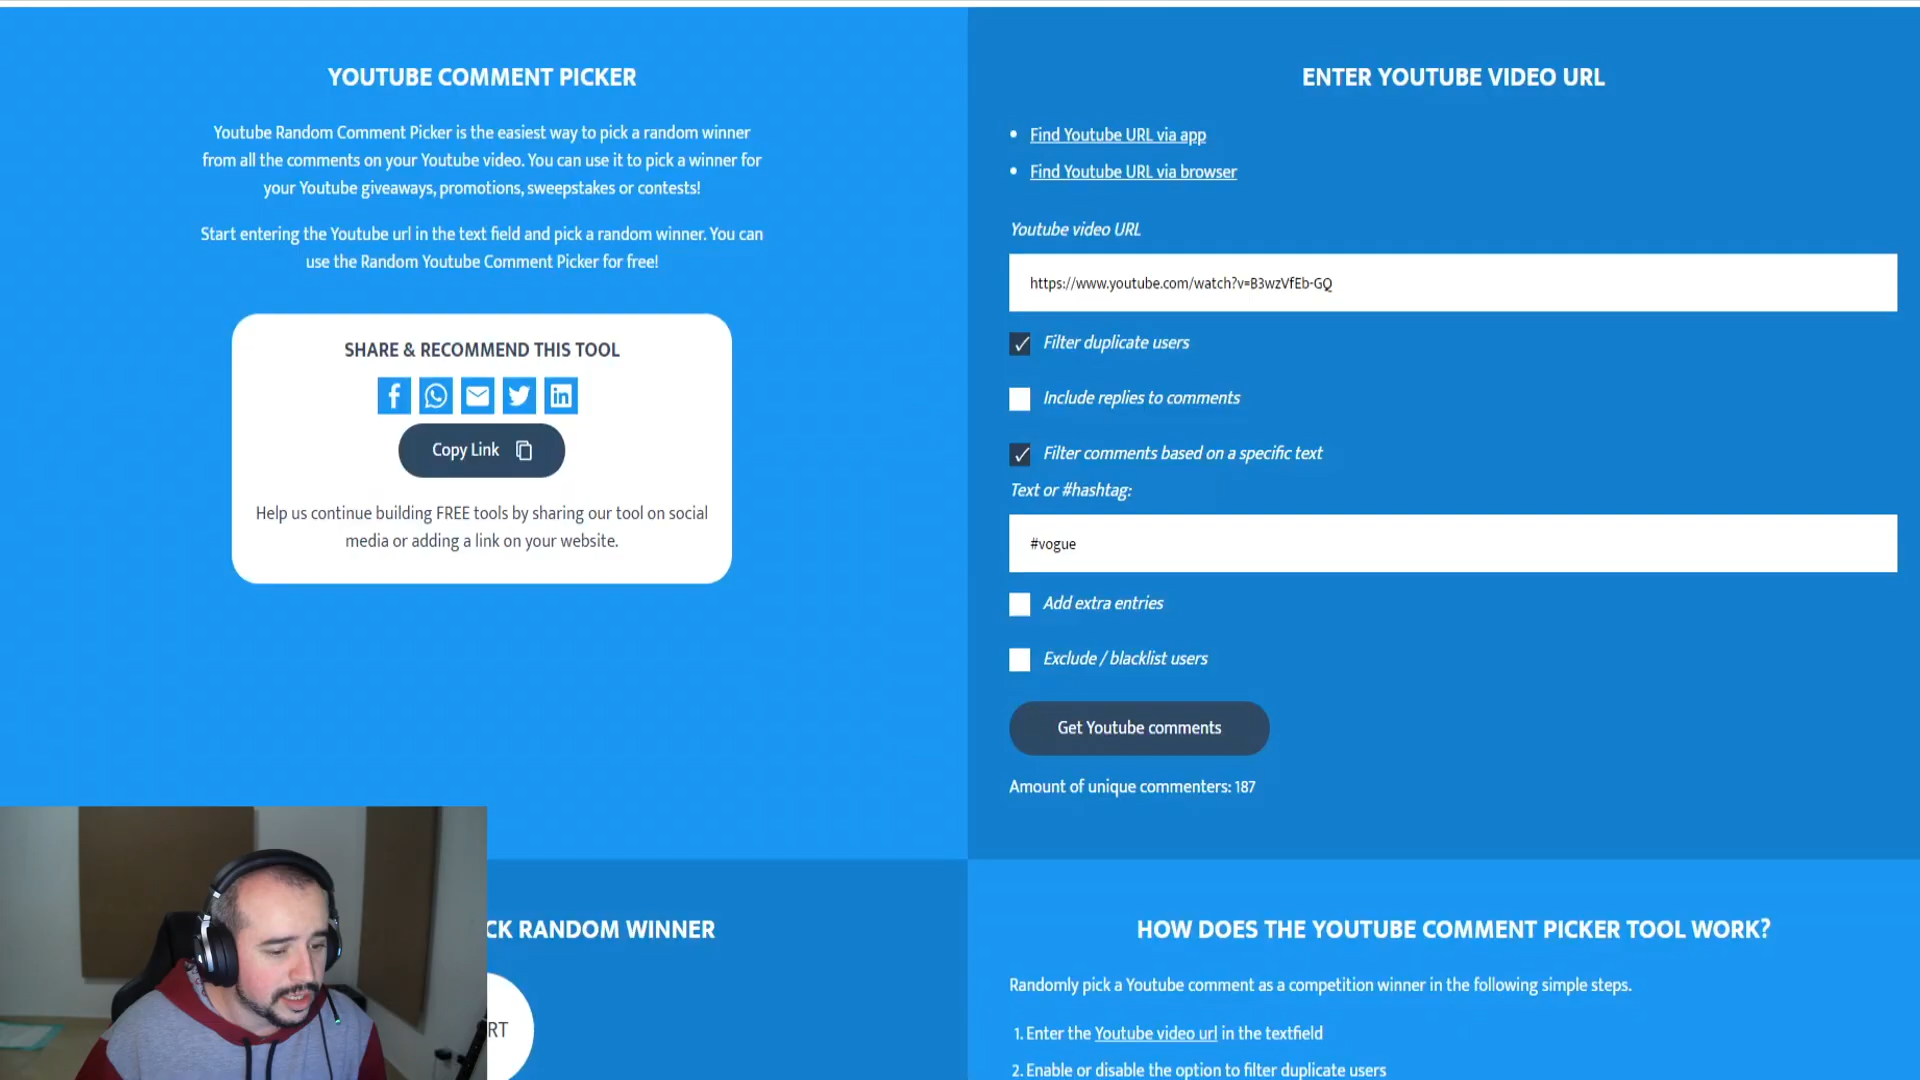 YOUTUBE COMMENT PICKER
Youtube Random Comment Picker is the easiest way to pick a random winner
from all the comments on your Youtube video. You can use it to pick a winner for
your Youtube giveaways, promotions, sweepstakes or contests!
Start entering the Youtube url in the text field and pick a random winner. You can
use the Random Youtube Comment Picker for free!
SHARE & RECOMMEND THIS TOOL
Copy Link
Help us continue building FREE tools by sharing our tool on social
media or adding a link on your website.
ENTER YOUTUBE VIDEO URL
• Find Youtube URL via app
• Find Youtube URL via browser
Youtube video URL
https://www.youtube.com/watch?v=B3wzVfEb-GQ
Filter duplicate users
Include replies to comments
Filter comments based on a specific text
Text or #hashtag:
#vogue
Add extra entries
Exclude / blacklist users
Get Youtube comments
Amount of unique commenters: 187
CK RANDOM WINNER
RT
HOW DOES THE YOUTUBE COMMENT PICKER TOOL WORK?
Randomly pick a Youtube comment as a competition winner in the following simple steps.
1. Enter the Youtube video url in the textfield
2. Enable or disable the option to filter duplicate users